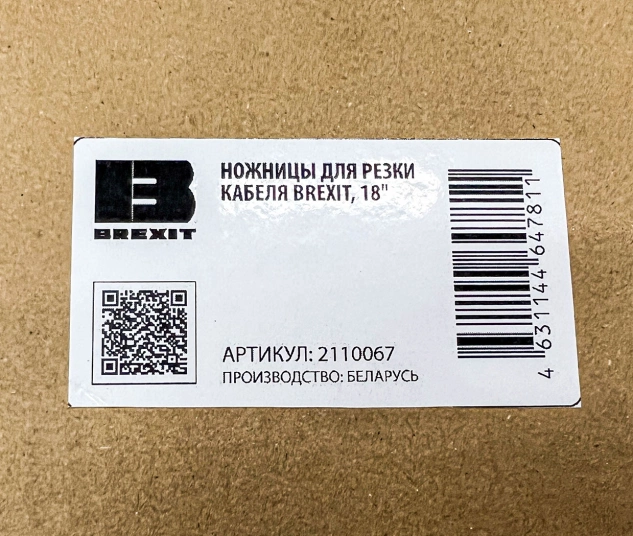 НОЖНИЦЫ ДЛЯ РЕЗКИ
КАБЕЛЯ BREXIT, 18"
BREXIT
АРТИКУЛ: 2110067
ПРОИЗВОДСТВО: БЕЛАРУСЬ
4 631144 647811